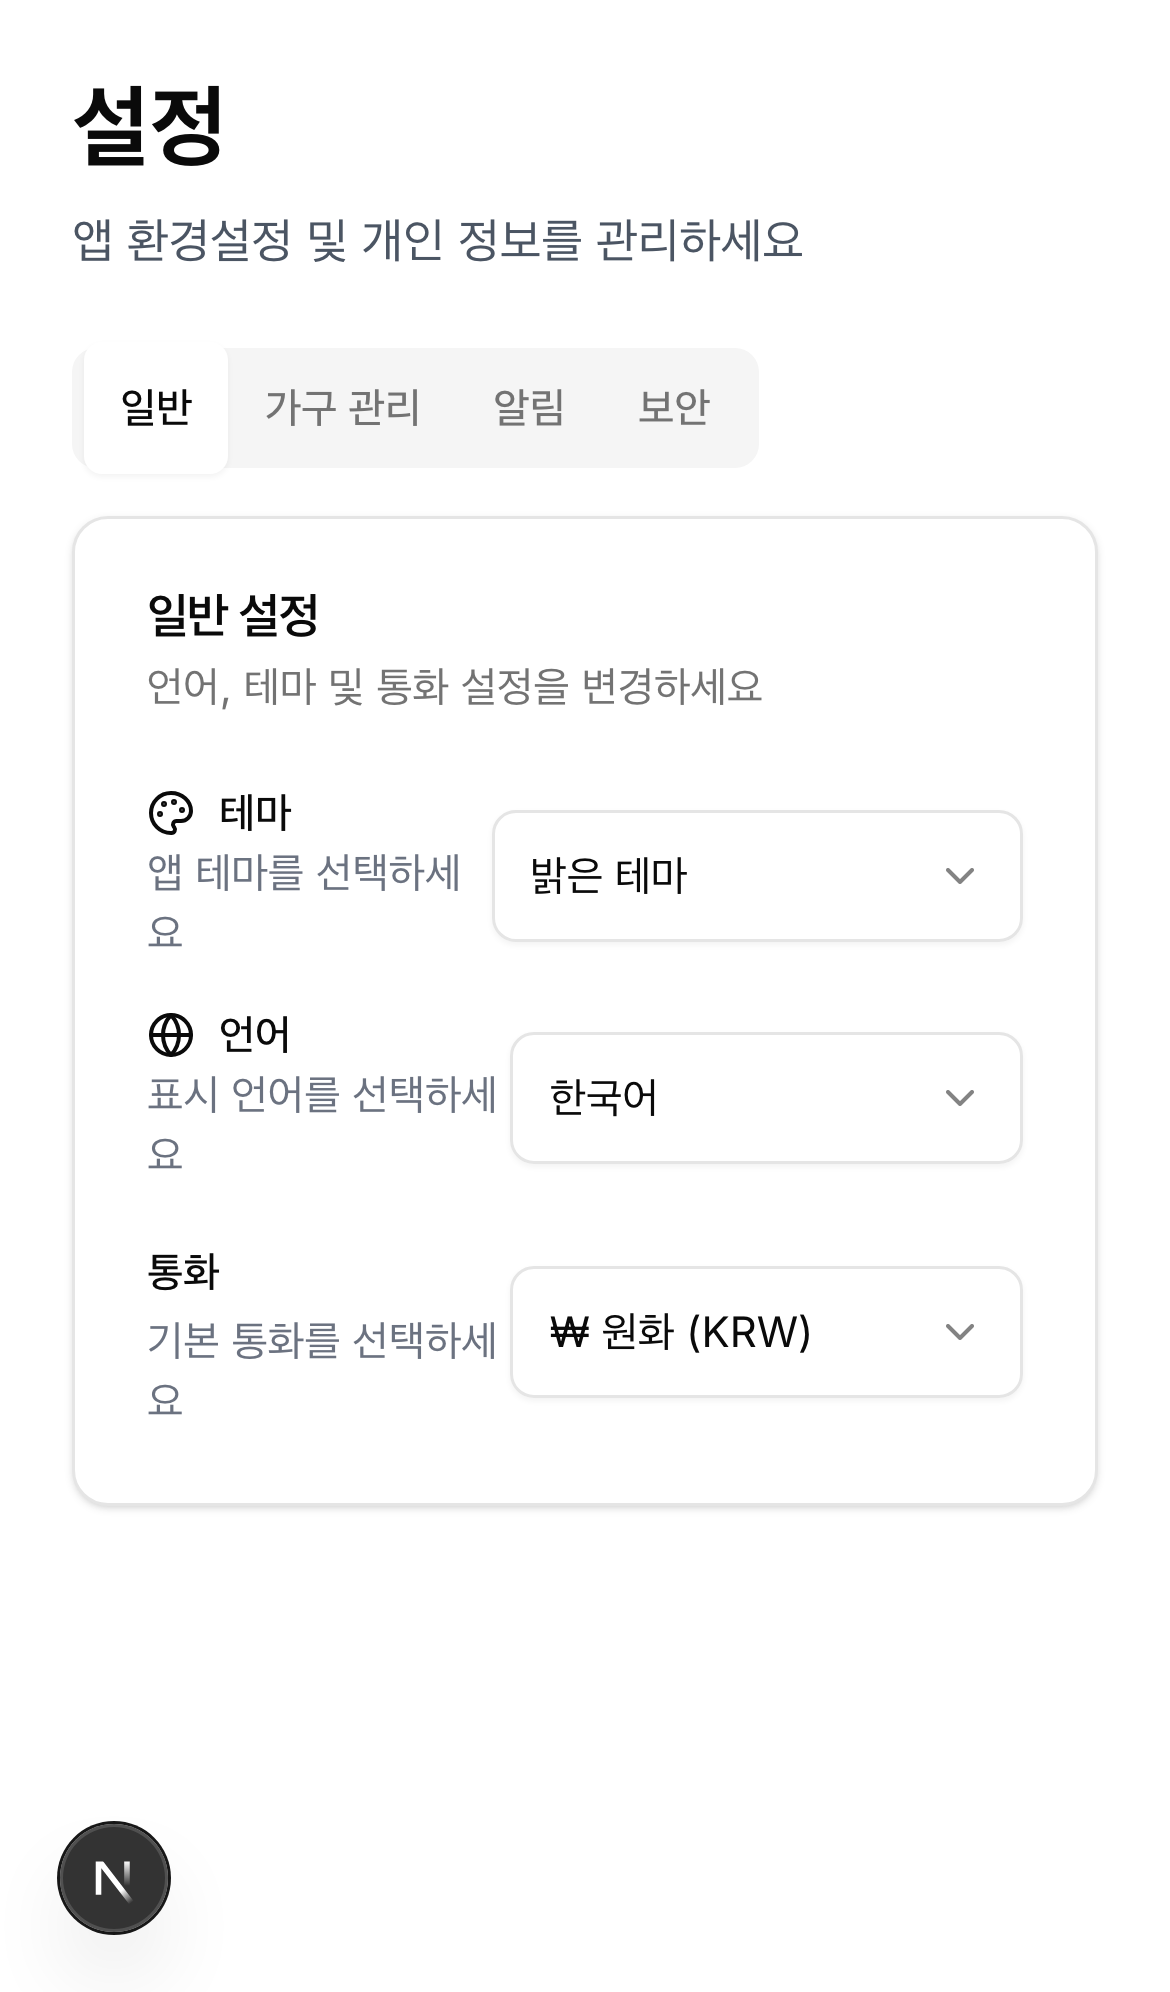 설정
앱 환경설정 및 개인 정보를 관리하세요
일반 가구 관리 알림 보안
일반 설정
언어, 테마 및 통화 설정을 변경하세요
테마
앱 테마를 선택하세
요
밝은 테마
언어
표시 언어를 선택하세
요
한국어
통화
기본 통화를 선택하세
요
₩ 원화 (KRW)
N